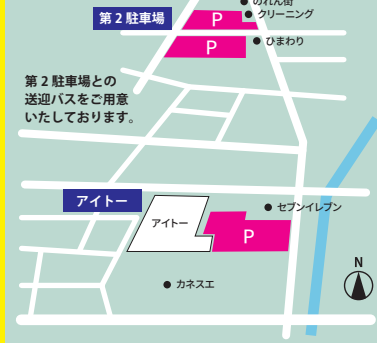 のれん街
第2駐車場
P
クリーニング
P
ひまわり
第2駐車場との
送迎バスをご用意
いたしております。
アイトー
アイトー
セブンイレブン
P
カネスエ
N